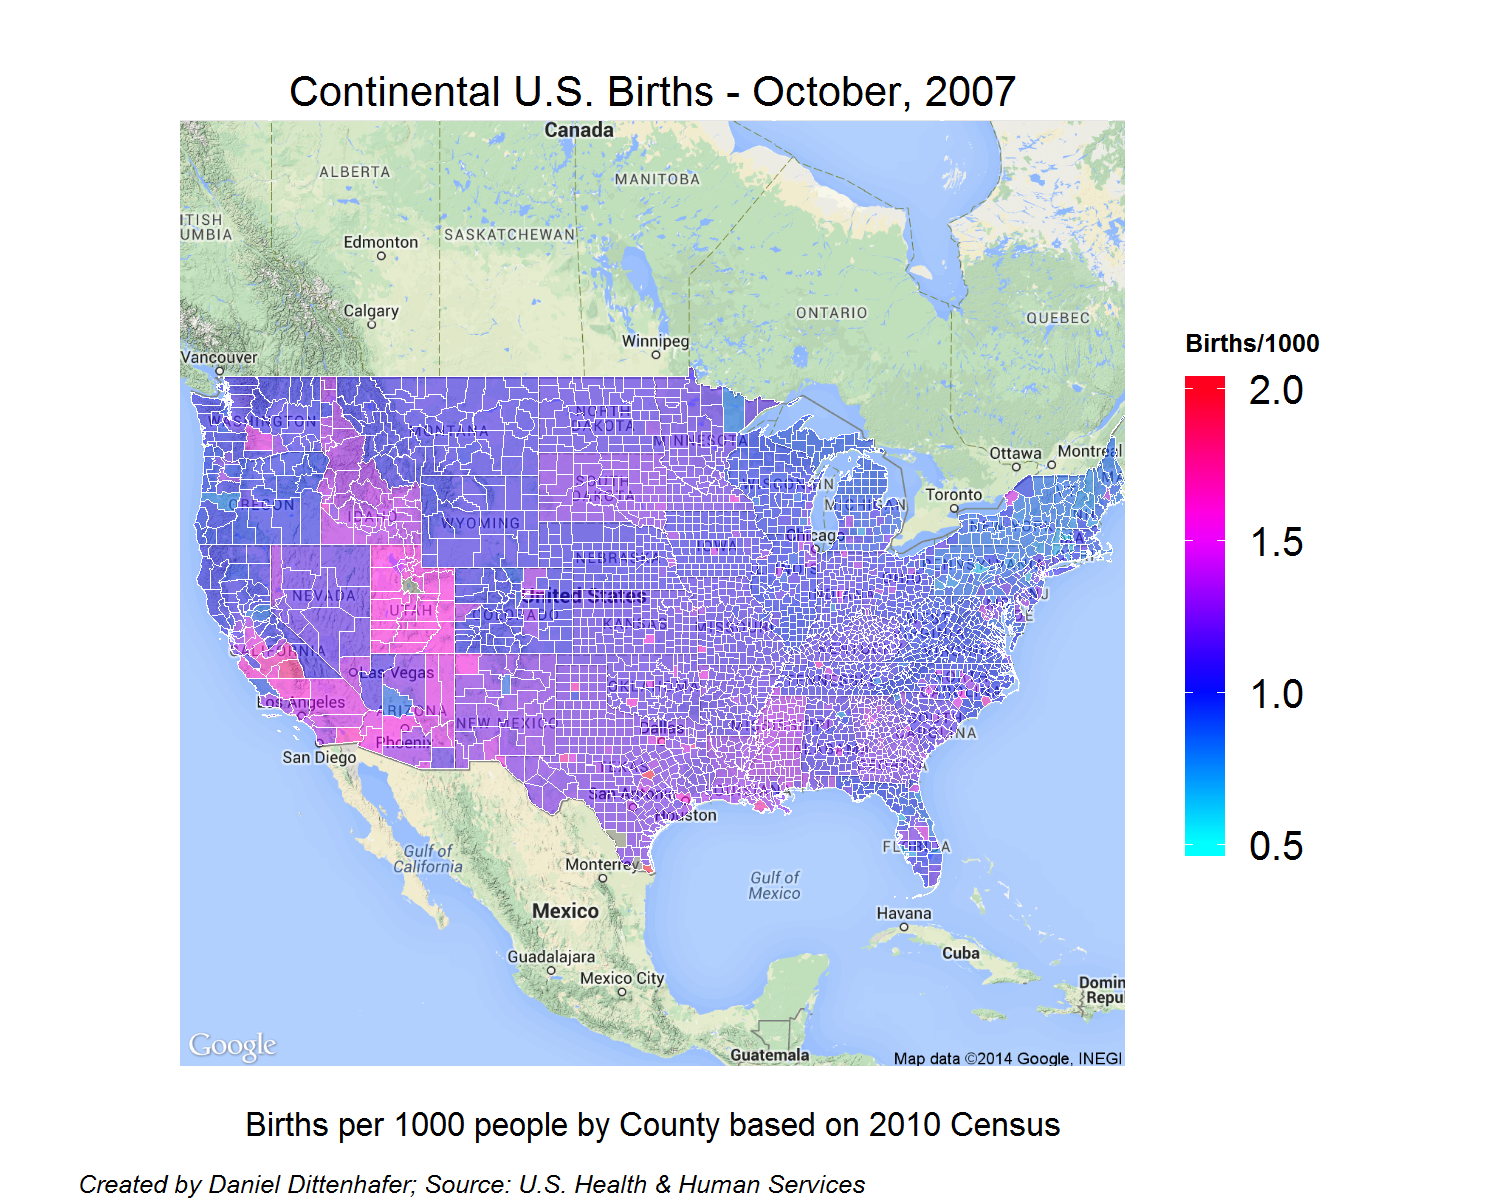 Continental U.S. Births - October, 2007
Canada
ALBERTA
MANITOBA
ITISH
UMBIA
SASKATCHEWAN
Edmonton
Calgary
ONTARIO
QUEBEC
Winnipeg
Vancouver
WASHINGTON
MONTANA
NORTH
DAKOTA
MINNESOTA
Ottawa
Montreal
OREGON
IDAHO
SOUTH
DAKOTA
WISCONSIN
MICHIGAN
Toronto
WYOMING
IOWA
Chicago
NEBRASKA
NEVADA
UTAH
United States
COLORADO
KANSAS
MISSOURI
CALIFORNIA
Las Vegas
OKLAHOMA
Los Angeles
ARIZONA
NEW MEXICO
Dallas
MISSISSIPPI
Phoenix
San Diego
TEXAS
San Antonio
Houston
FLORIDA
Gulf of
California
Monterrey
Gulf of
Mexico
Mexico
Havana
Cuba
Guadalajara
Mexico City
Domin
Repu
Google
Guatemala
Map data ©2014 Google, INEGI
Births/1000
2.0
1.5
1.0
0.5
Births per 1000 people by County based on 2010 Census
Created by Daniel Dittenhafer; Source: U.S. Health & Human Services